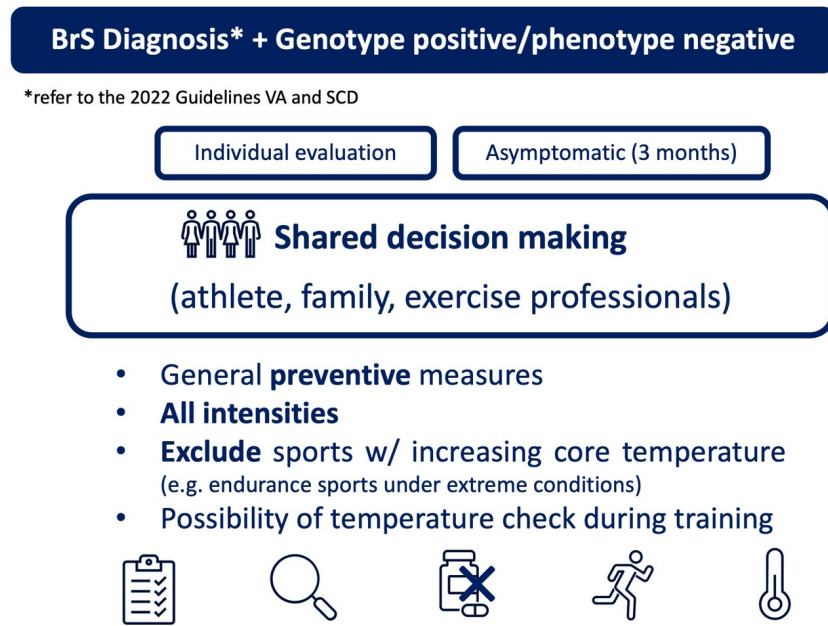 BrS Diagnosis* + Genotype positive/phenotype negative
*refer to the 2022 Guidelines VA and SCD
Individual evaluation
Asymptomatic (3 months)
Shared decision making
(athlete, family, exercise professionals)
• General preventive measures
• All intensities
• Exclude sports w/ increasing core temperature
(e.g. endurance sports under extreme conditions)
• Possibility of temperature check during training